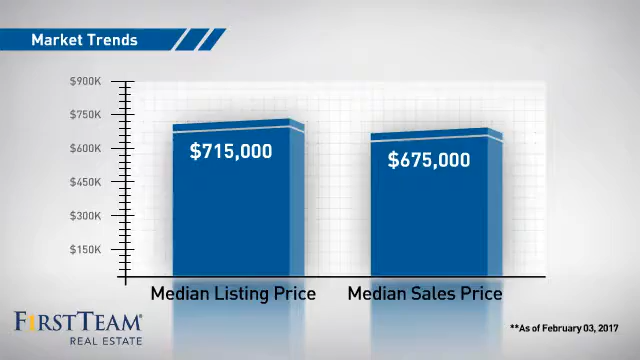 Market Trends
$900K
$750K
$600K
$450K
$300K
$150K
$715,000
$675,000
Median Listing Price
Median Sales Price
FIRSTTEAM®
REAL ESTATE
**As of February 03, 2017